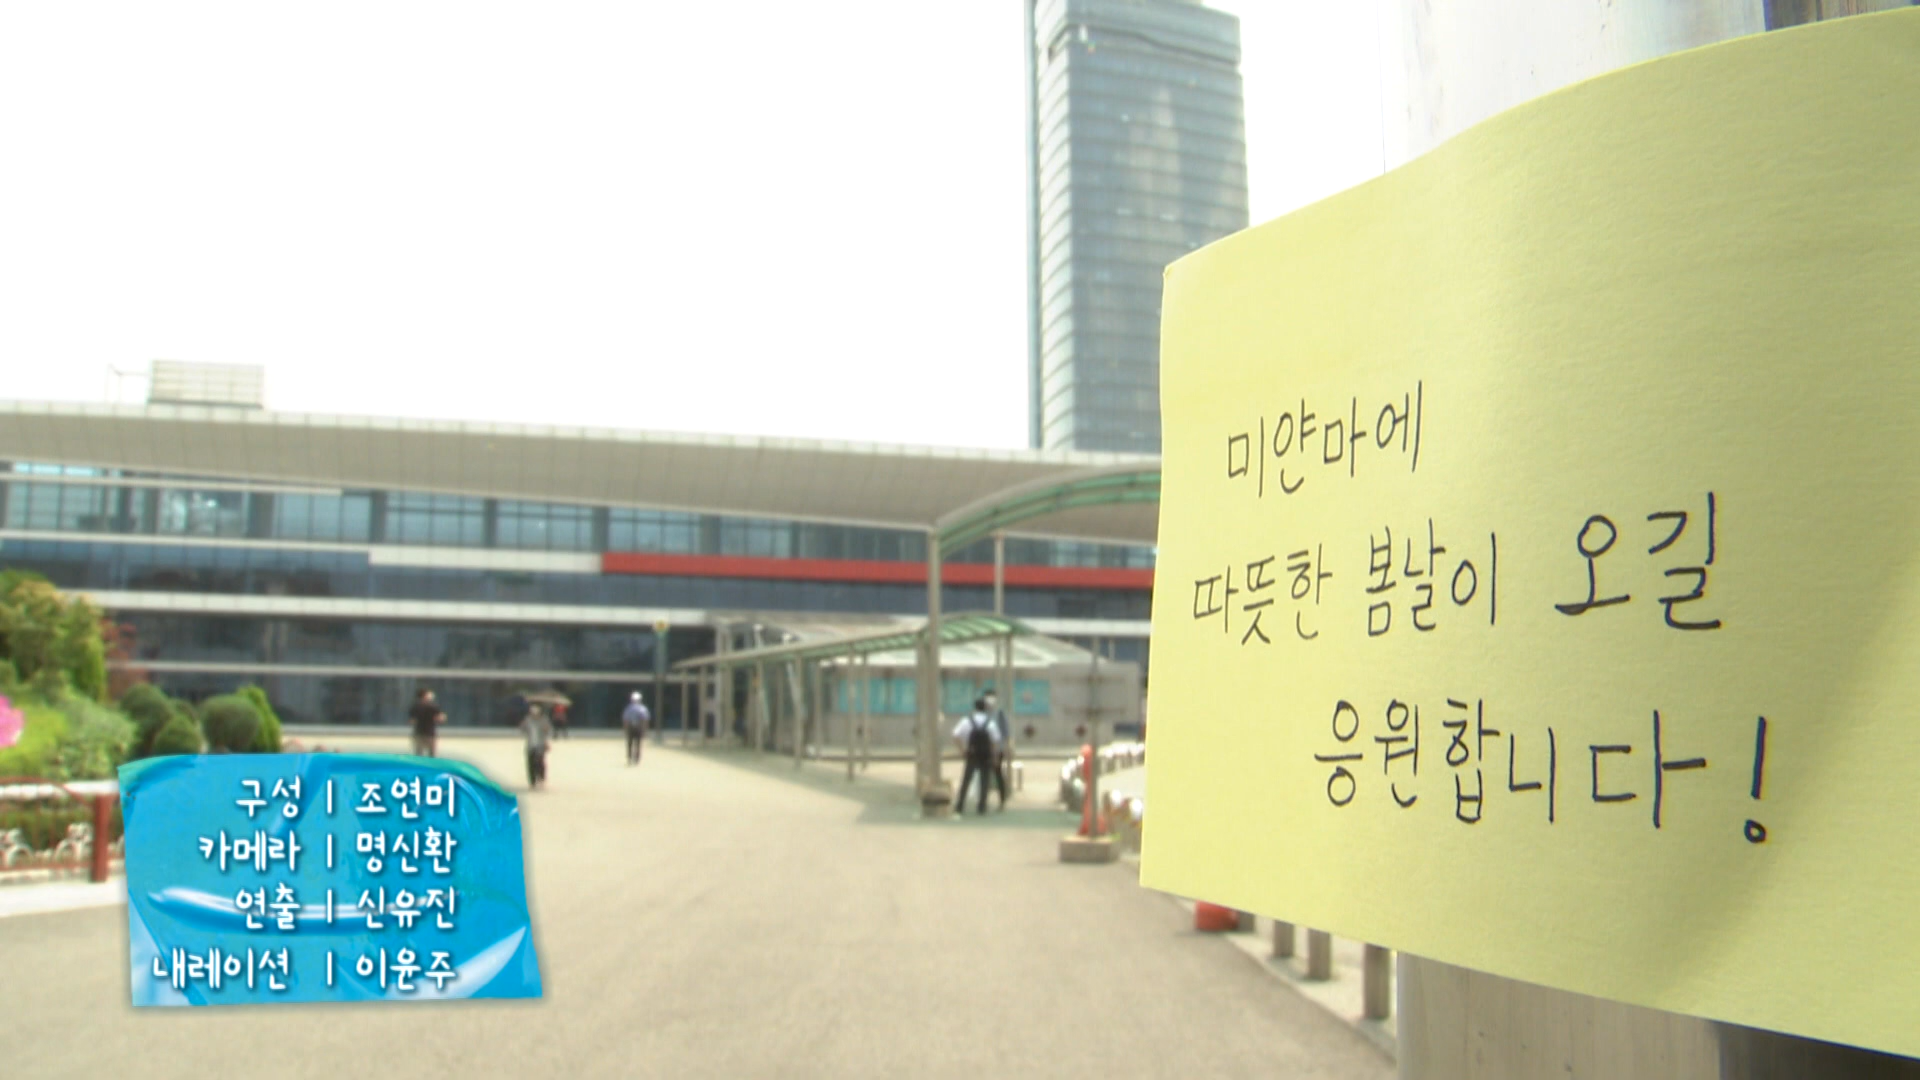 미얀마에
따뜻한 봄날이 오길
응원합니다!
구성 | 조연미
카메라 | 명신환
연출 | 신유진
내레이션 | 이윤주